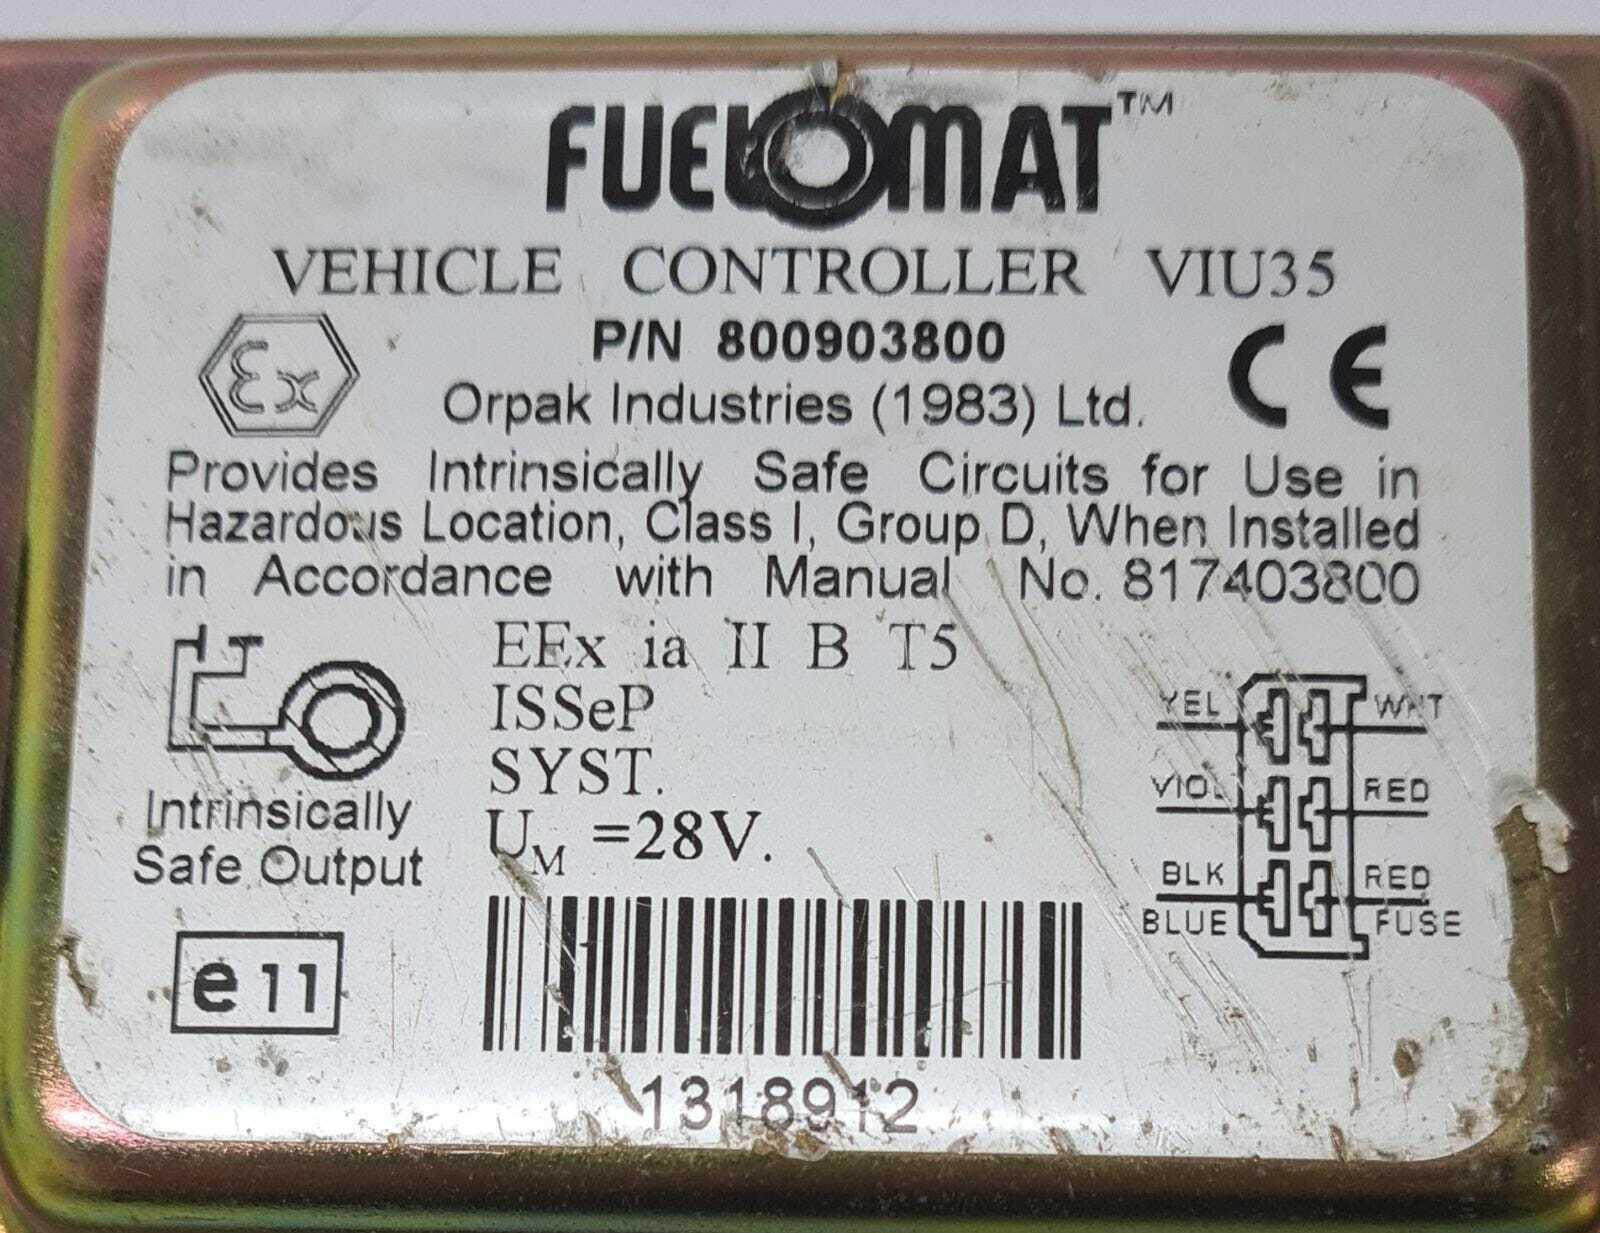 FUELOMAT™
VEHICLE CONTROLLER VIU35
P/N 800903800
Ex
CE
Orpak Industries (1983) Ltd.
Provides Intrinsically Safe Circuits for Use in
Hazardous Location, Class I, Group D, When Installed
in Accordance with Manual No. 817403800
EEx ia II B T5
ISSeP
SYST.
UM =28V.
Intrinsically
Safe Output
YEL WHT
VIOL RED
BLK RED
BLUE FUSE
e11
1318912